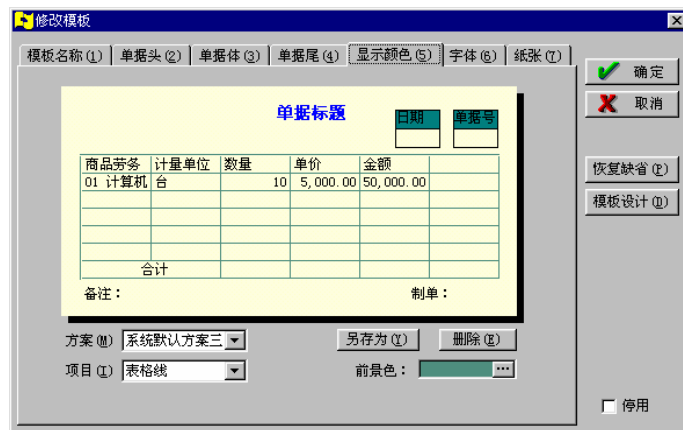 修改模板
模板名称(1) 单据头(2) 单据体(3) 单据尾(4) 显示颜色(5) 字体(6) 纸张(7)
确定
取消
恢复缺省(P)
模板设计(D)
单据标题
日期 单据号
商品劳务 计量单位 数量 单价 金额
01 计算机 台 10 5,000.00 50,000.00
合计
备注： 制单：
方案(M) 系统默认方案三 另存为(Y) 删除(E)
项目(I) 表格线 前景色： ...
停用